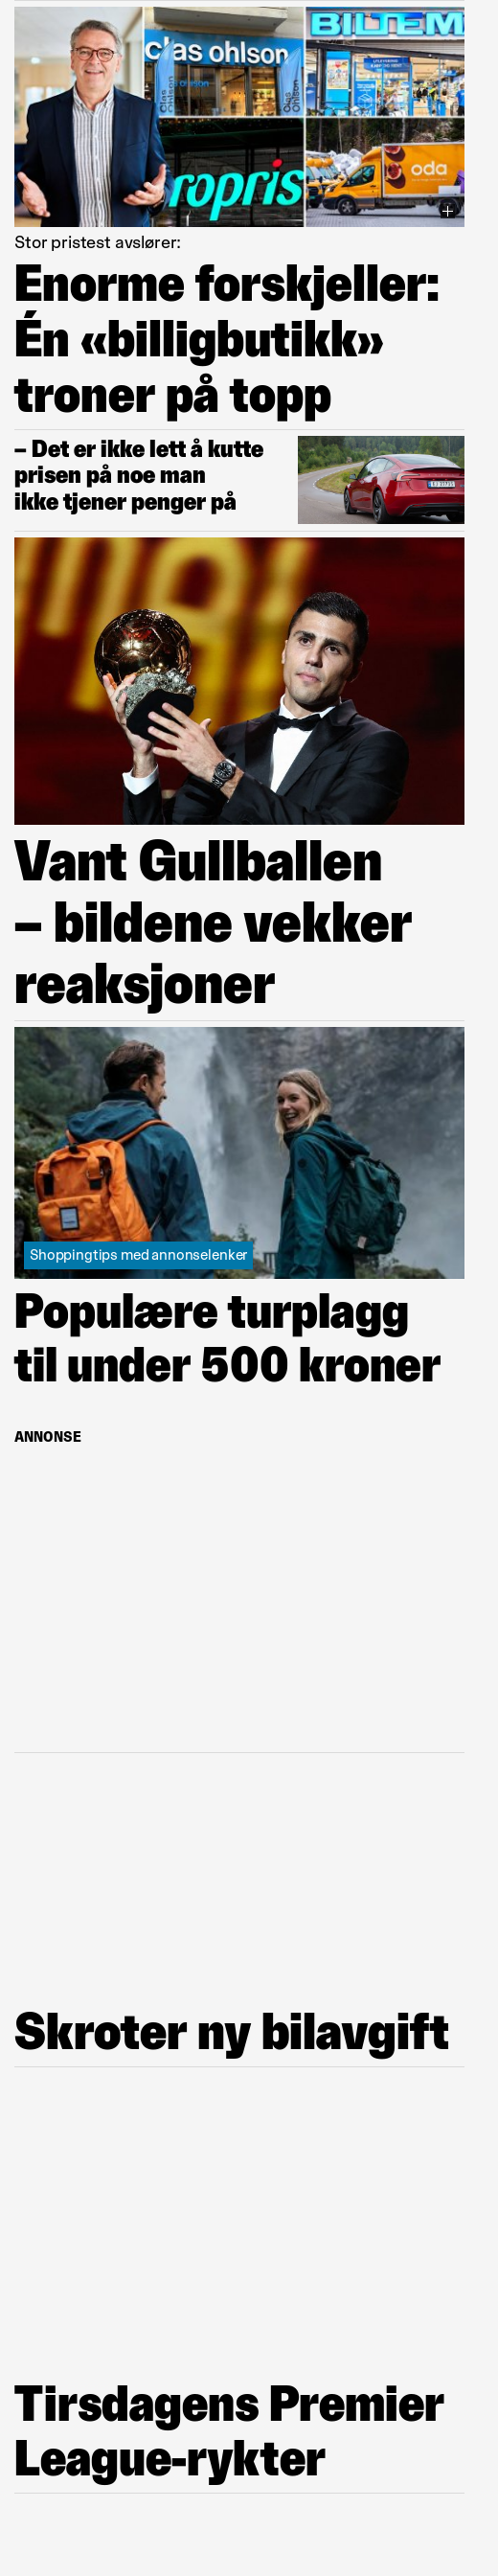 clas ohlson
BILTEMA
ropris
oda
Stor pristest avslører:
Enorme forskjeller:
Én «billigbutikk»
troner på topp
– Det er ikke lett å kutte
prisen på noe man
ikke tjener penger på
Vant Gullballen
– bildene vekker
reaksjoner
Shoppingtips med annonselenker
Populære turplagg
til under 500 kroner
ANNONSE
Skroter ny bilavgift
Tirsdagens Premier
League-rykter